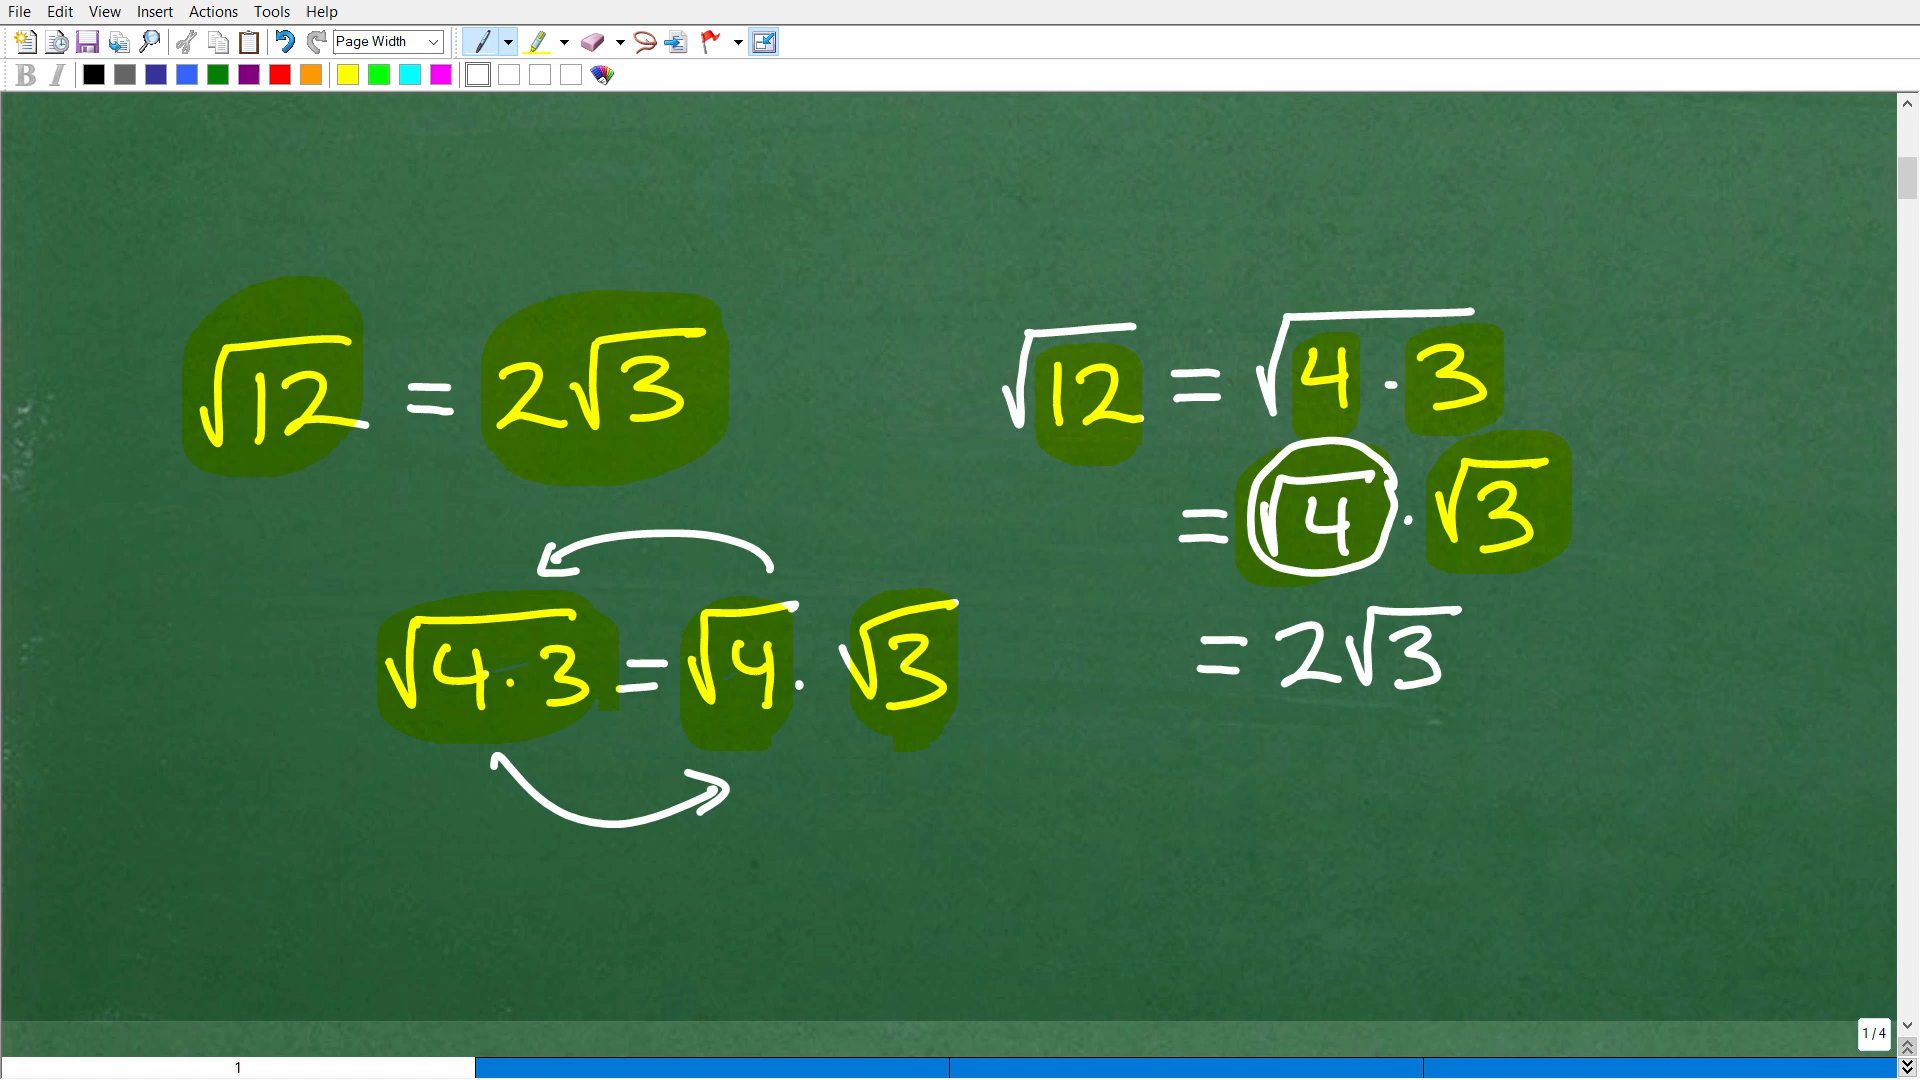 File Edit View Insert Actions Tools Help
Page Width
B I
√12 = 2√3
√4·3 = √4 · √3
√12 = √4·3
= √4 · √3
= 2√3
1 / 4
1